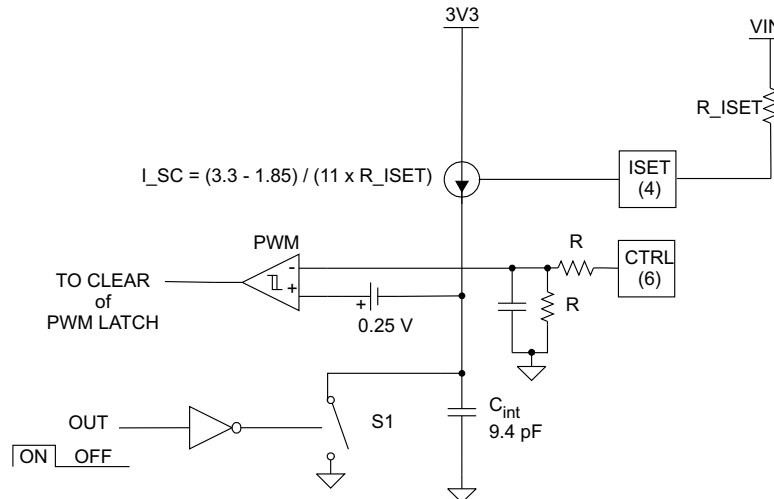 3V3
VIN
R_ISET
I_SC = (3.3 - 1.85) / (11 x R_ISET)
ISET
(4)
PWM
-
+
R
CTRL
(6)
TO CLEAR
of
PWM LATCH
+
0.25 V
R
OUT
S1
Cint
9.4 pF
ON OFF